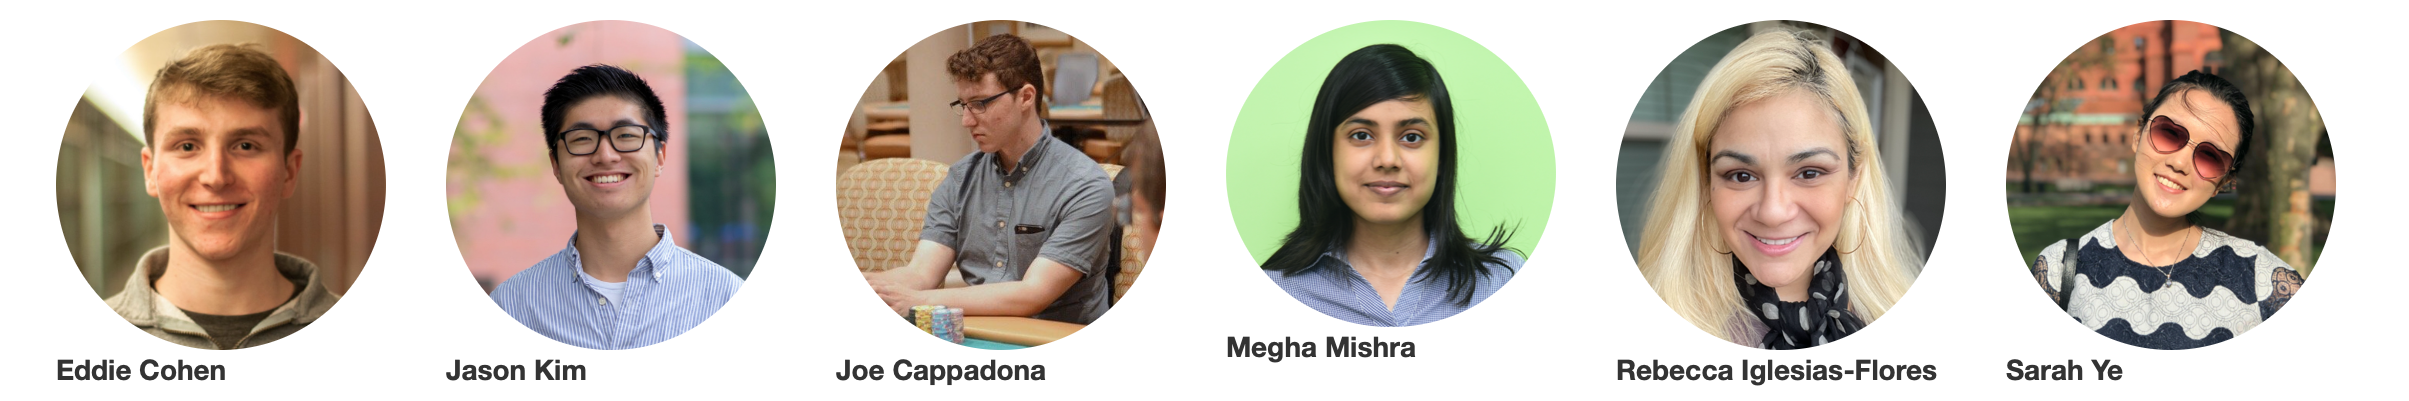 Eddie Cohen
Jason Kim
Joe Cappadona
Megha Mishra
Rebecca Iglesias-Flores
Sarah Ye